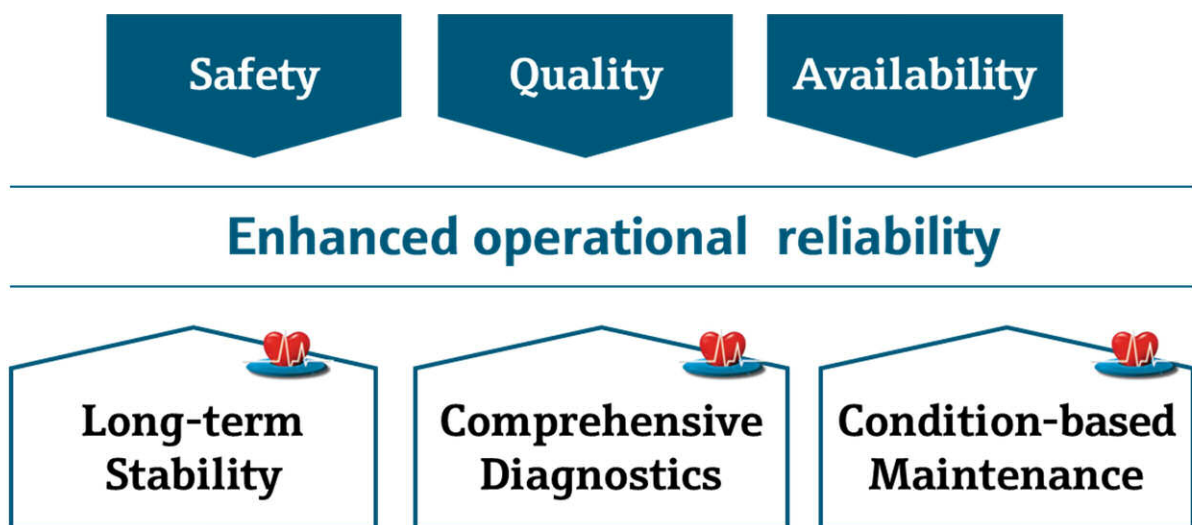 Safety
Quality
Availability
Enhanced operational reliability
Long-term
Stability
Comprehensive
Diagnostics
Condition-based
Maintenance